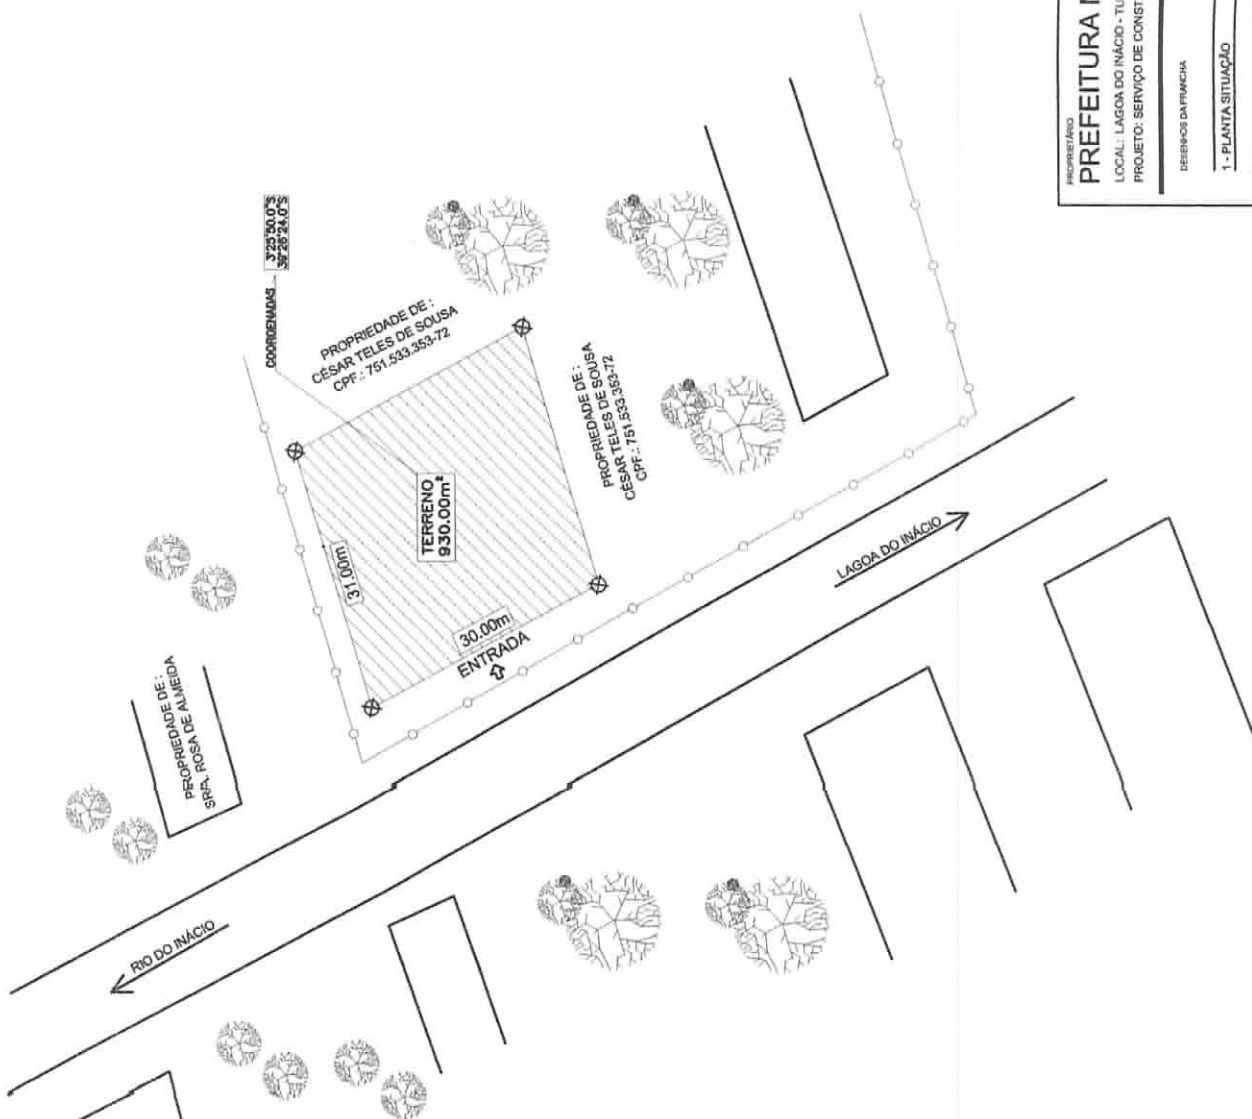 COORDENADAS
3°25'50.0"S
39°26'24.0"S
PROPRIEDADE DE :
CÉSAR TELES DE SOUSA
CPF.: 751.533.353-72
TERRENO
930.00m²
31.00m
30.00m
ENTRADA
PROPRIEDADE DE :
CÉSAR TELES DE SOUSA
CPF.: 751.533.353-72
PROPRIEDADE DE :
SRA. ROSA DE ALMEIDA
LAGOA DO INÁCIO
RIO DO INÁCIO
PROPRIETÁRIO
PREFEITURA
LOCAL: LAGOA DO INÁCIO - TU
PROJETO: SERVIÇO DE CONST
DESENHOS DA PRANCHA
1 - PLANTA SITUAÇÃO